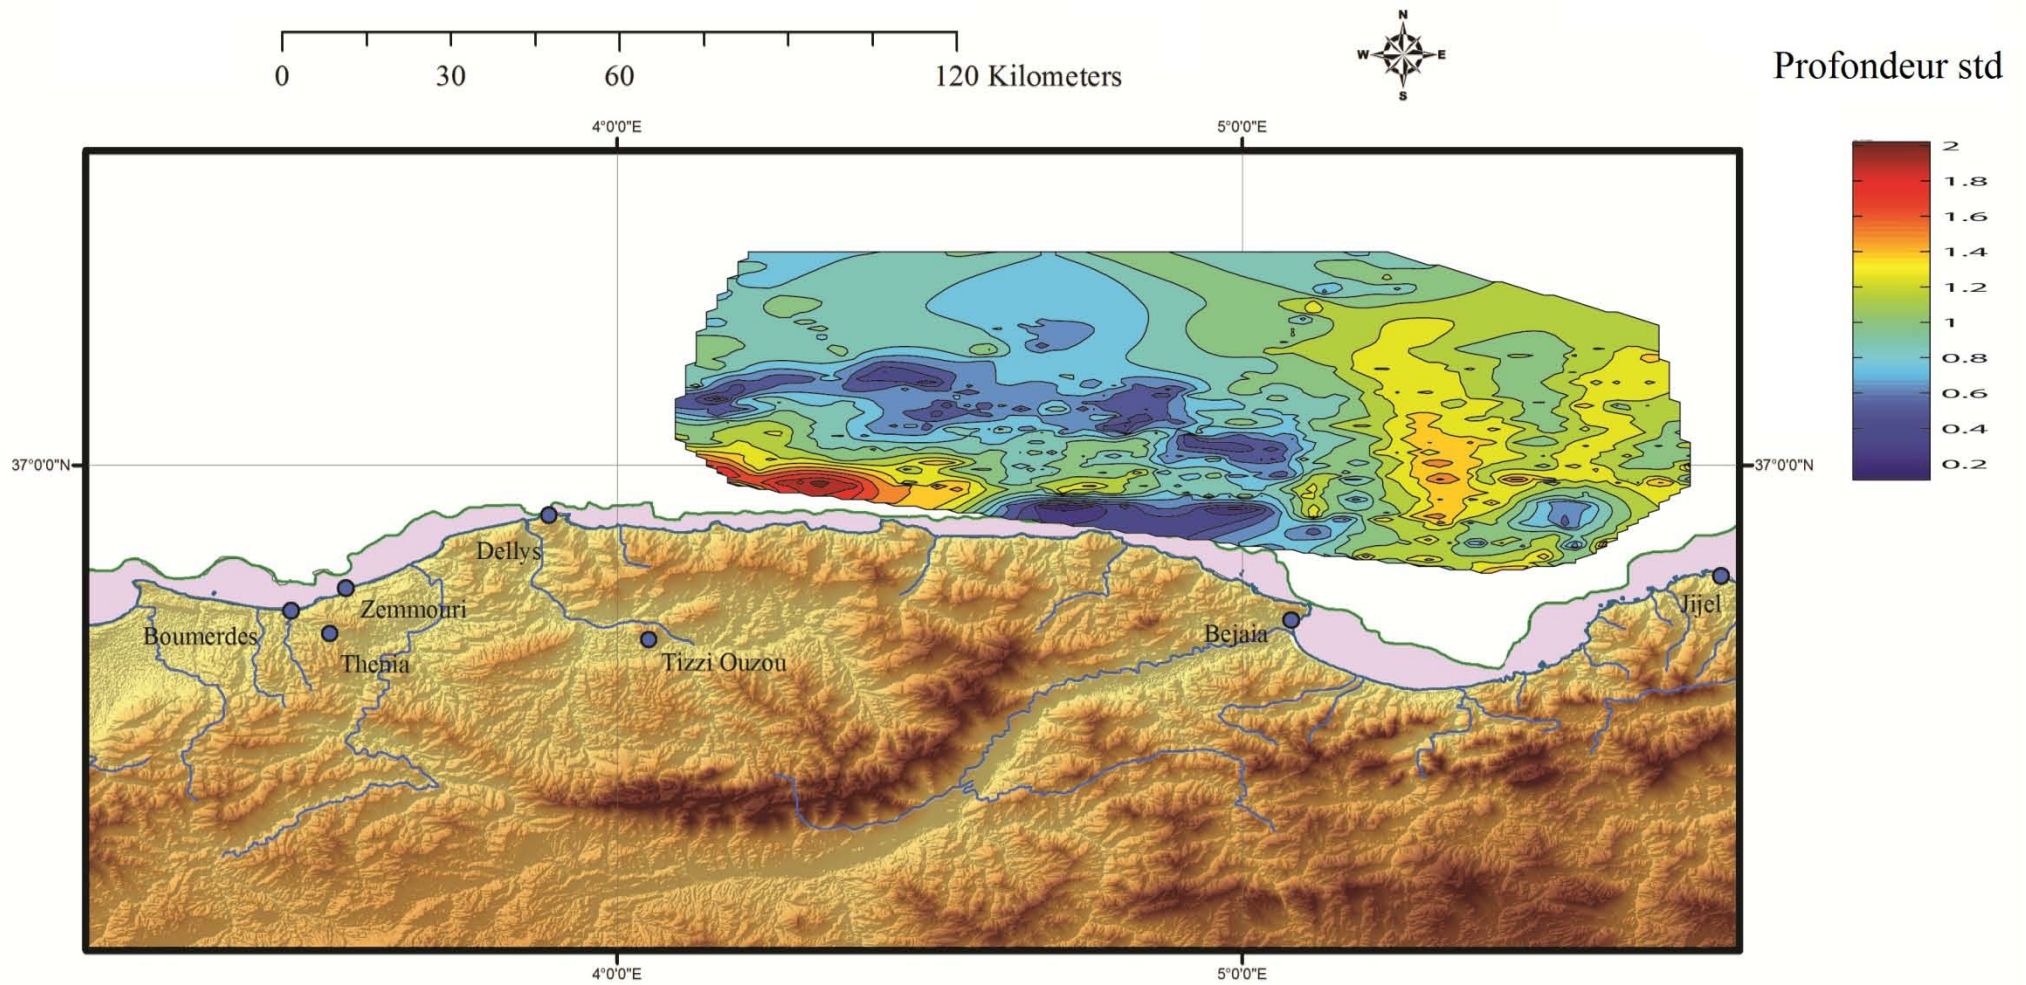 N
W E
S
0 30 60 120 Kilometers
Profondeur std
4°0'0"E 5°0'0"E
2
1.8
1.6
1.4
1.2
1
0.8
0.6
0.4
0.2
37°0'0"N 37°0'0"N
Dellys
Zemmouri
Boumerdes
Thenia
Tizzi Ouzou
Bejaia
Jijel
4°0'0"E 5°0'0"E